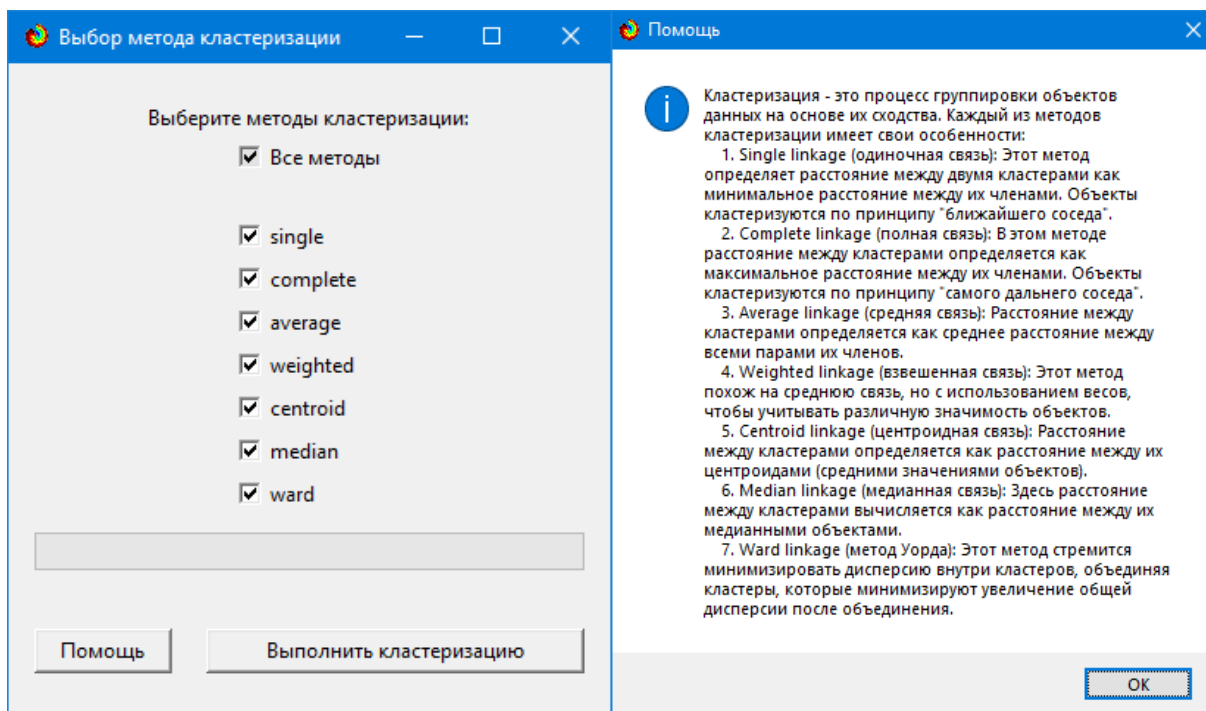 Выбор метода кластеризации
Выберите методы кластеризации:
Все методы
single
complete
average
weighted
centroid
median
ward
Помощь
Выполнить кластеризацию
Помощь
Кластеризация - это процесс группировки объектов
данных на основе их сходства. Каждый из методов
кластеризации имеет свои особенности:
1. Single linkage (одиночная связь): Этот метод
определяет расстояние между двумя кластерами как
минимальное расстояние между их членами. Объекты
кластеризуются по принципу "ближайшего соседа".
2. Complete linkage (полная связь): В этом методе
расстояние между кластерами определяется как
максимальное расстояние между их членами. Объекты
кластеризуются по принципу "самого дальнего соседа".
3. Average linkage (средняя связь): Расстояние между
кластерами определяется как среднее расстояние между
всеми парами их членов.
4. Weighted linkage (взвешенная связь): Этот метод
похож на среднюю связь, но с использованием весов,
чтобы учитывать различную значимость объектов.
5. Centroid linkage (центроидная связь): Расстояние
между кластерами определяется как расстояние между их
центроидами (средними значениями объектов).
6. Median linkage (медианная связь): Здесь расстояние
между кластерами вычисляется как расстояние между их
медианными объектами.
7. Ward linkage (метод Уорда): Этот метод стремится
минимизировать дисперсию внутри кластеров, объединяя
кластеры, которые минимизируют увеличение общей
дисперсии после объединения.
OK